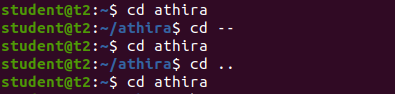 student@t2:~$ cd athira
student@t2:~/athira$ cd --
student@t2:~$ cd athira
student@t2:~/athira$ cd ..
student@t2:~$ cd athira